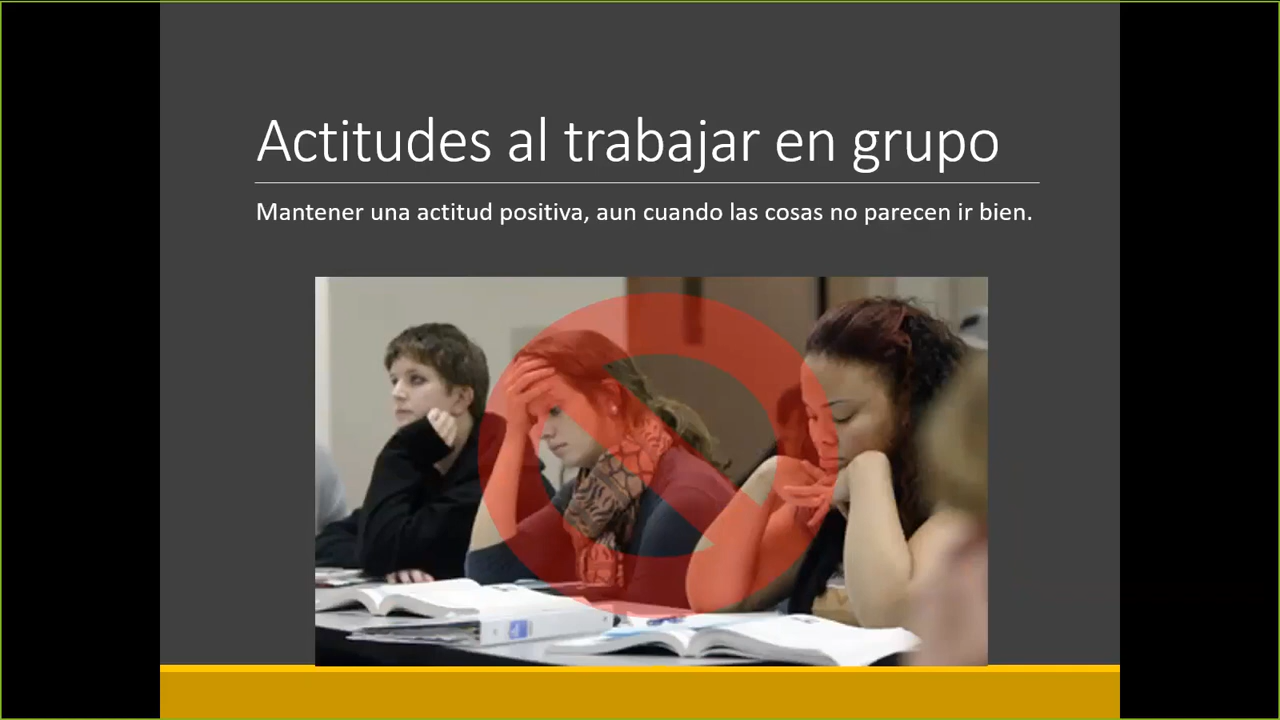 Actitudes al trabajar en grupo
Mantener una actitud positiva, aun cuando las cosas no parecen ir bien.